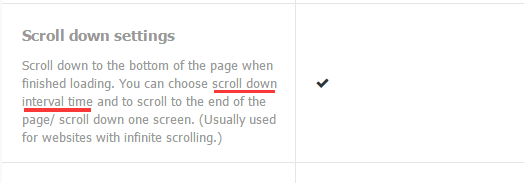 Scroll down settings
Scroll down to the bottom of the page when
finished loading. You can choose scroll down
interval time and to scroll to the end of the
page/ scroll down one screen. (Usually used
for websites with infinite scrolling.)